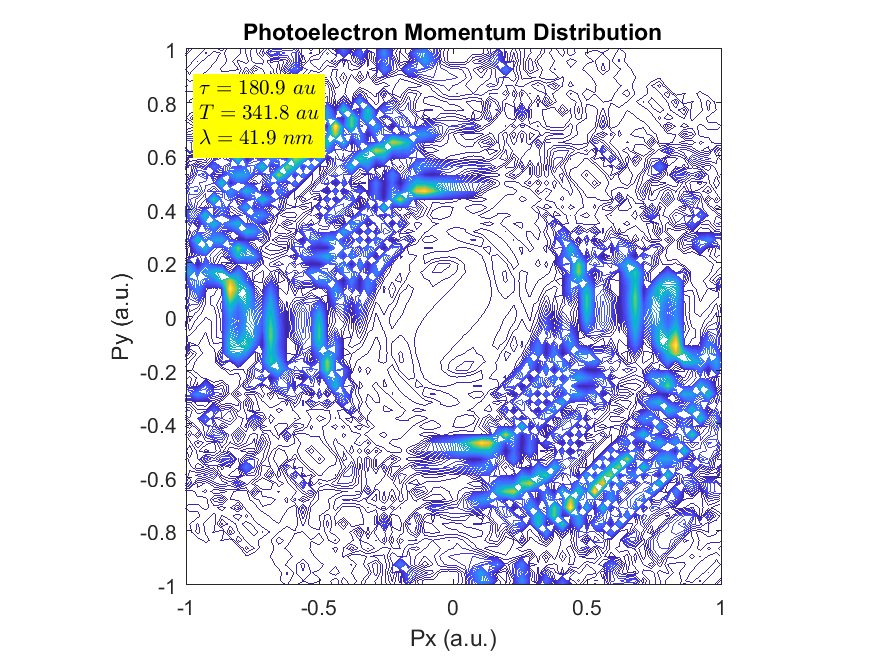 Photoelectron Momentum Distribution
1
0.8
0.6
0.4
0.2
0
-0.2
-0.4
-0.6
-0.8
-1
τ = 180.9 au
T = 341.8 au
λ = 41.9 nm
Py (a.u.)
-1
-0.5
0
0.5
1
Px (a.u.)